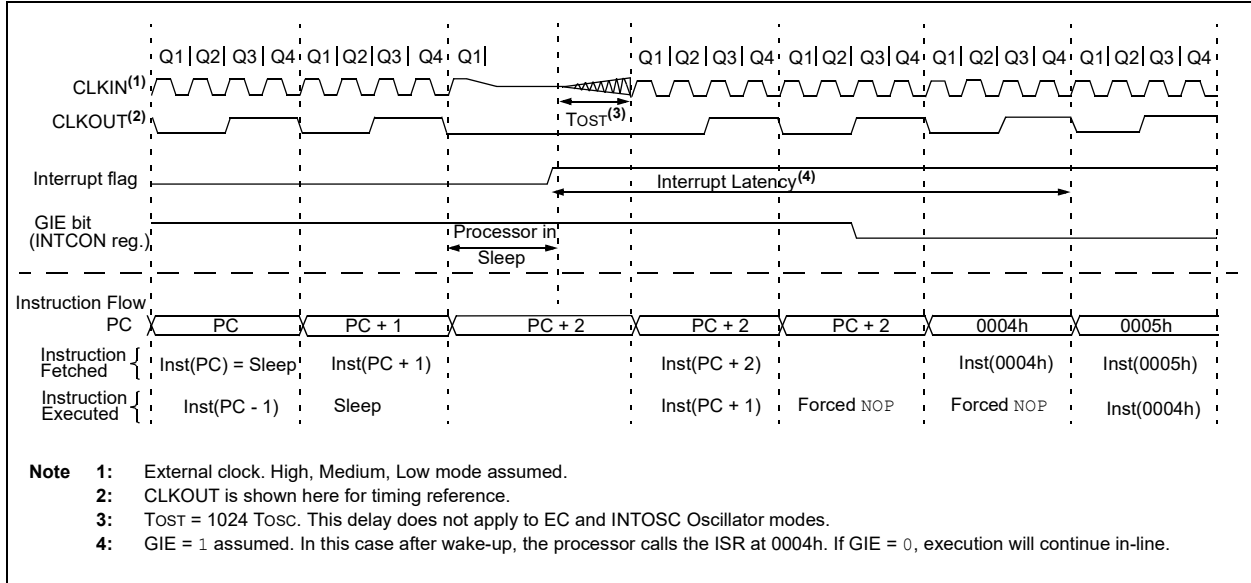 Q1| Q2| Q3| Q4 Q1| Q2| Q3| Q4 Q1| Q1| Q2| Q3| Q4 Q1| Q2| Q3| Q4 Q1| Q2| Q3| Q4 Q1| Q2| Q3| Q4
CLKIN(1)
TOST(3)
CLKOUT(2)
Interrupt flag
Interrupt Latency(4)
GIE bit
(INTCON reg.)
Processor in
Sleep
Instruction Flow
PC PC PC + 1 PC + 2 PC + 2 PC + 2 0004h 0005h
Instruction
Fetched
Inst(PC) = Sleep Inst(PC + 1) Inst(PC + 2) Inst(0004h) Inst(0005h)
Instruction
Executed
Inst(PC - 1) Sleep Inst(PC + 1) Forced NOP Forced NOP Inst(0004h)
Note 1: External clock. High, Medium, Low mode assumed.
2: CLKOUT is shown here for timing reference.
3: TOST = 1024 TOSC. This delay does not apply to EC and INTOSC Oscillator modes.
4: GIE = 1 assumed. In this case after wake-up, the processor calls the ISR at 0004h. If GIE = 0, execution will continue in-line.